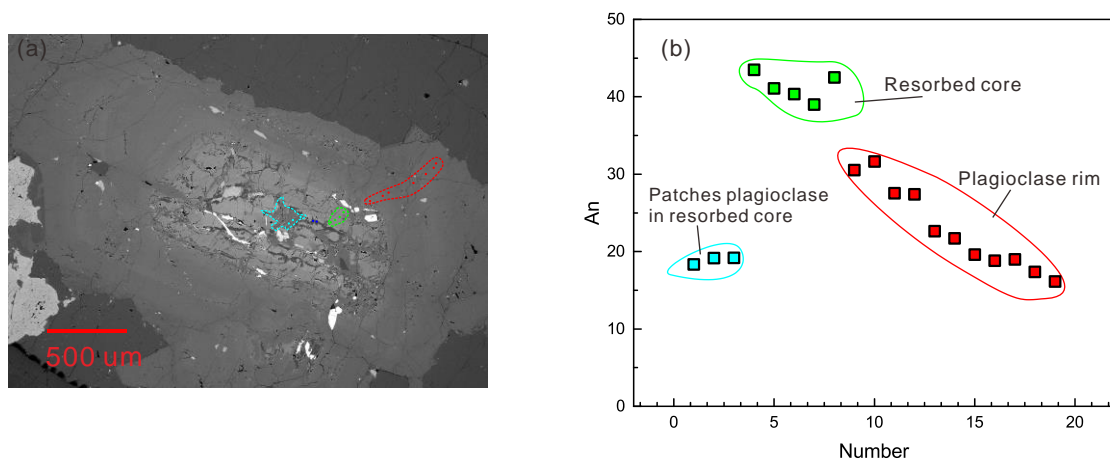 (a)
500 um
(b)
An
50
40
30
20
10
0
0 5 10 15 20
Number
Resorbed core
Plagioclase rim
Patches plagioclase
in resorbed core